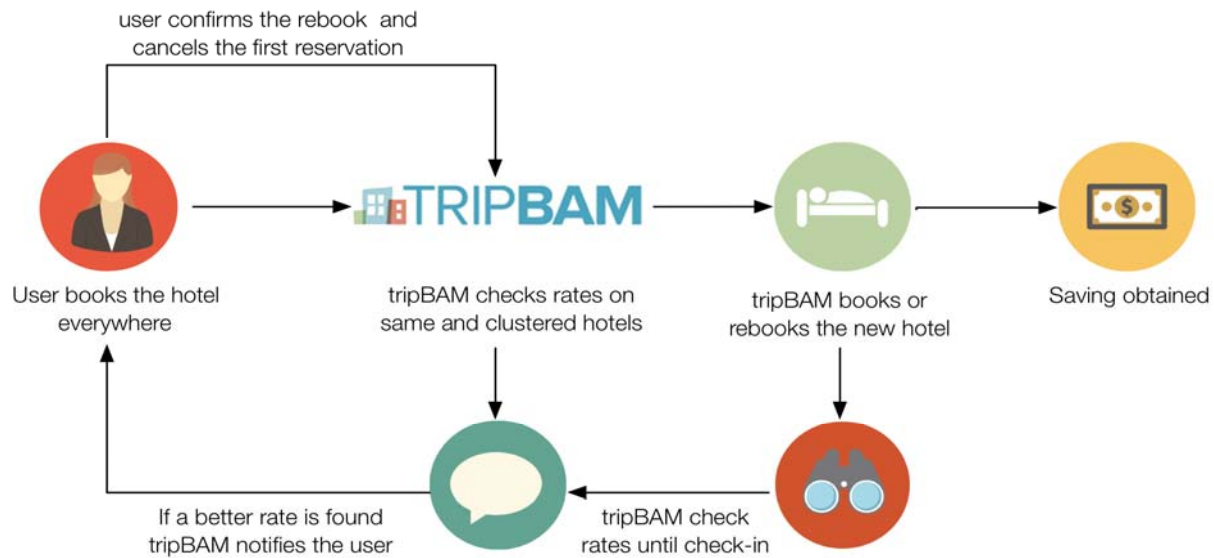 user confirms the rebook and
cancels the first reservation
TRIPBAM
$
User books the hotel
everywhere
tripBAM checks rates on
same and clustered hotels
tripBAM books or
rebooks the new hotel
Saving obtained
If a better rate is found
tripBAM notifies the user
tripBAM check
rates until check-in